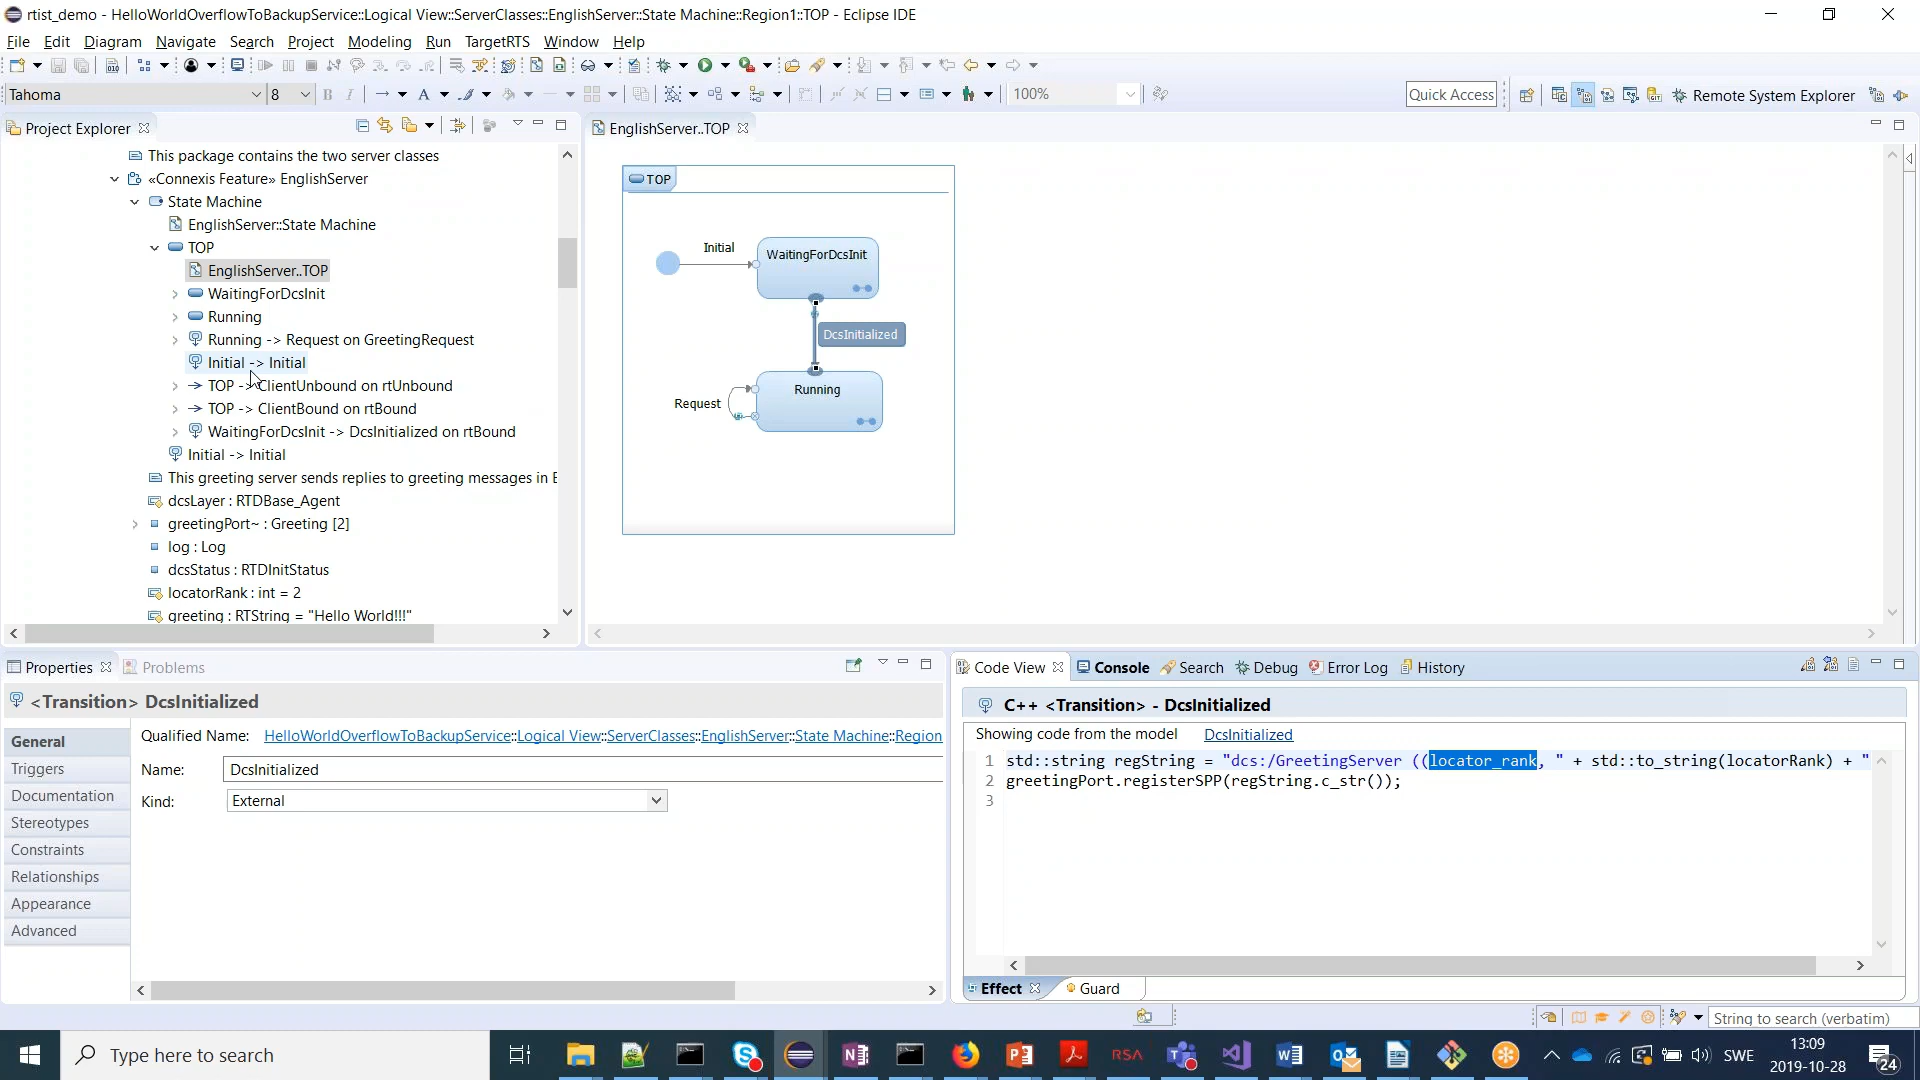 rtist_demo - HelloWorldOverflowToBackupService::Logical View::ServerClasses::EnglishServer::State Machine::Region1::TOP - Eclipse IDE
File Edit Diagram Navigate Search Project Modeling Run TargetRTS Window Help
Tahoma 8 B I A 100% Quick Access Remote System Explorer
Project Explorer
This package contains the two server classes
«Connexis Feature» EnglishServer
State Machine
EnglishServer::State Machine
TOP
EnglishServer..TOP
WaitingForDcsInit
Running
Running -> Request on GreetingRequest
Initial -> Initial
TOP -> ClientUnbound on rtUnbound
TOP -> ClientBound on rtBound
WaitingForDcsInit -> DcsInitialized on rtBound
Initial -> Initial
This greeting server sends replies to greeting messages in E
dcsLayer : RTDBase_Agent
greetingPort~ : Greeting [2]
log : Log
dcsStatus : RTDInitStatus
locatorRank : int = 2
greeting : RTString = "Hello World!!!"
EnglishServer..TOP
TOP
Initial
WaitingForDcsInit
DcsInitialized
Running
Request
Properties Problems
<Transition> DcsInitialized
General
Triggers
Documentation
Stereotypes
Constraints
Relationships
Appearance
Advanced
Qualified Name: HelloWorldOverflowToBackupService::Logical View::ServerClasses::EnglishServer::State Machine::Region
Name: DcsInitialized
Kind: External
Code View Console Search Debug Error Log History
C++ <Transition> - DcsInitialized
Showing code from the model DcsInitialized
1 std::string regString = "dcs:/GreetingServer ((locator_rank, " + std::to_string(locatorRank) + "
2 greetingPort.registerSPP(regString.c_str());
3
Effect Guard
String to search (verbatim)
Type here to search
RSA
SWE
13:09
2019-10-28
24